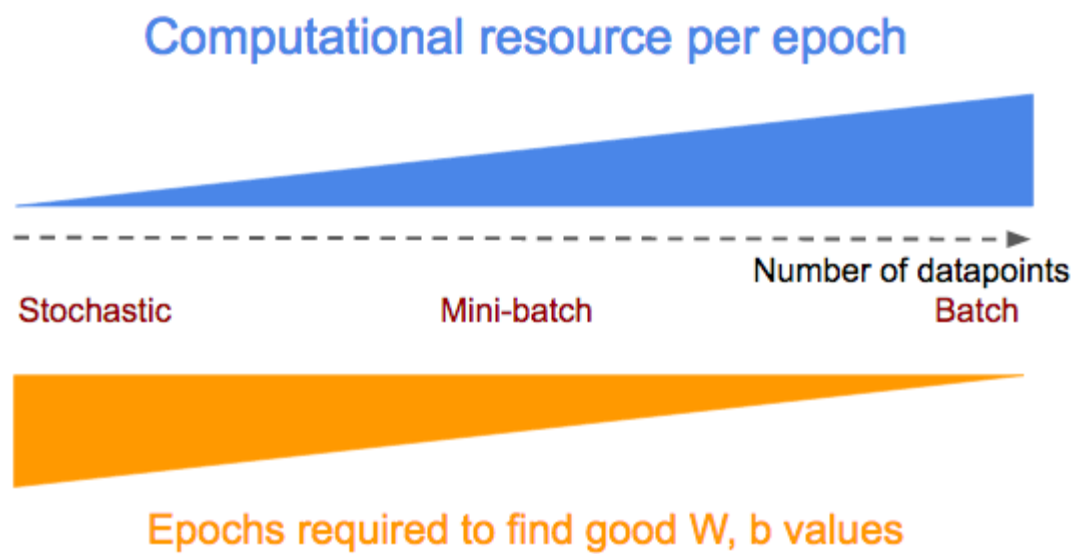 Computational resource per epoch
Number of datapoints
Stochastic Mini-batch Batch
Epochs required to find good W, b values